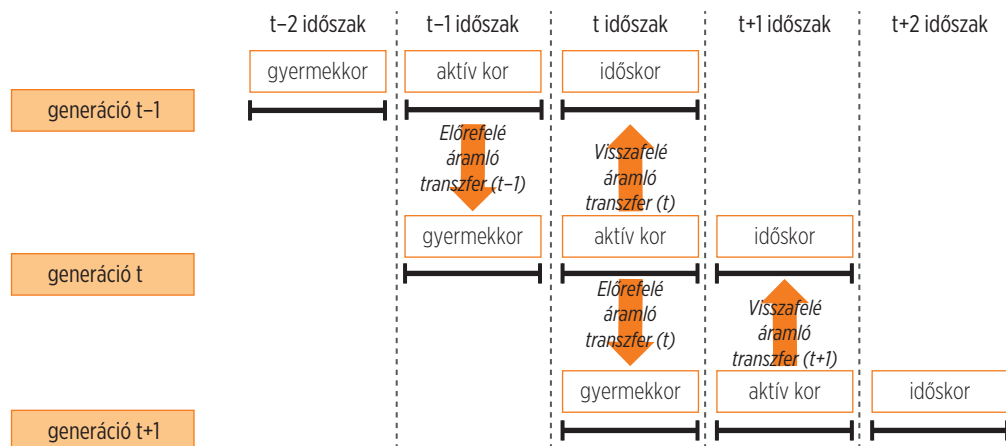 t–2 időszak
t–1 időszak
t időszak
t+1 időszak
t+2 időszak
gyermekkor
aktív kor
időskor
generáció t–1
Előrefelé
áramló
transzfer (t–1)
Visszafelé
áramló
transzfer (t)
gyermekkor
aktív kor
időskor
generáció t
Előrefelé
áramló
transzfer (t)
Visszafelé
áramló
transzfer (t+1)
gyermekkor
aktív kor
időskor
generáció t+1